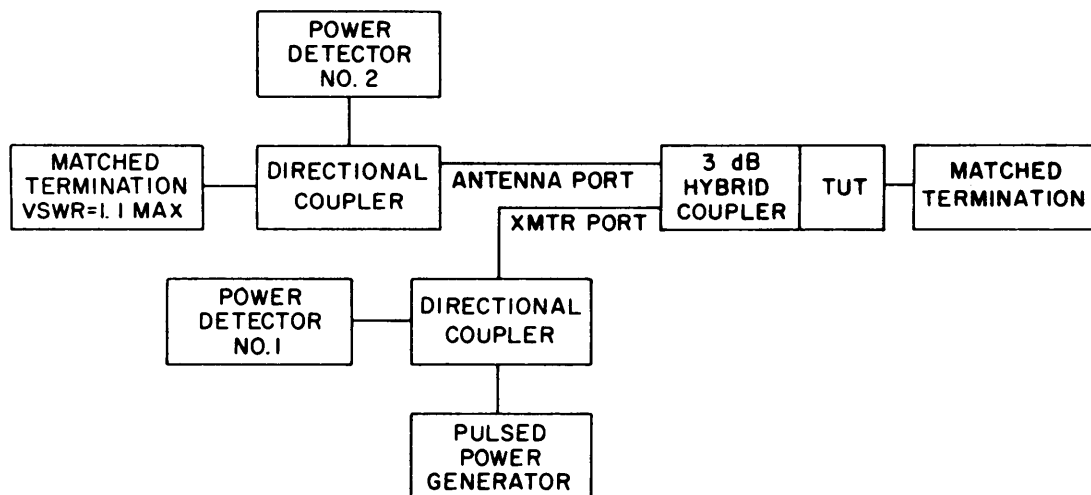 POWER
DETECTOR
NO. 2
MATCHED
TERMINATION
VSWR=1.1 MAX
DIRECTIONAL
COUPLER
ANTENNA PORT
3 dB
HYBRID
COUPLER
TUT
MATCHED
TERMINATION
XMTR PORT
POWER
DETECTOR
NO. 1
DIRECTIONAL
COUPLER
PULSED
POWER
GENERATOR